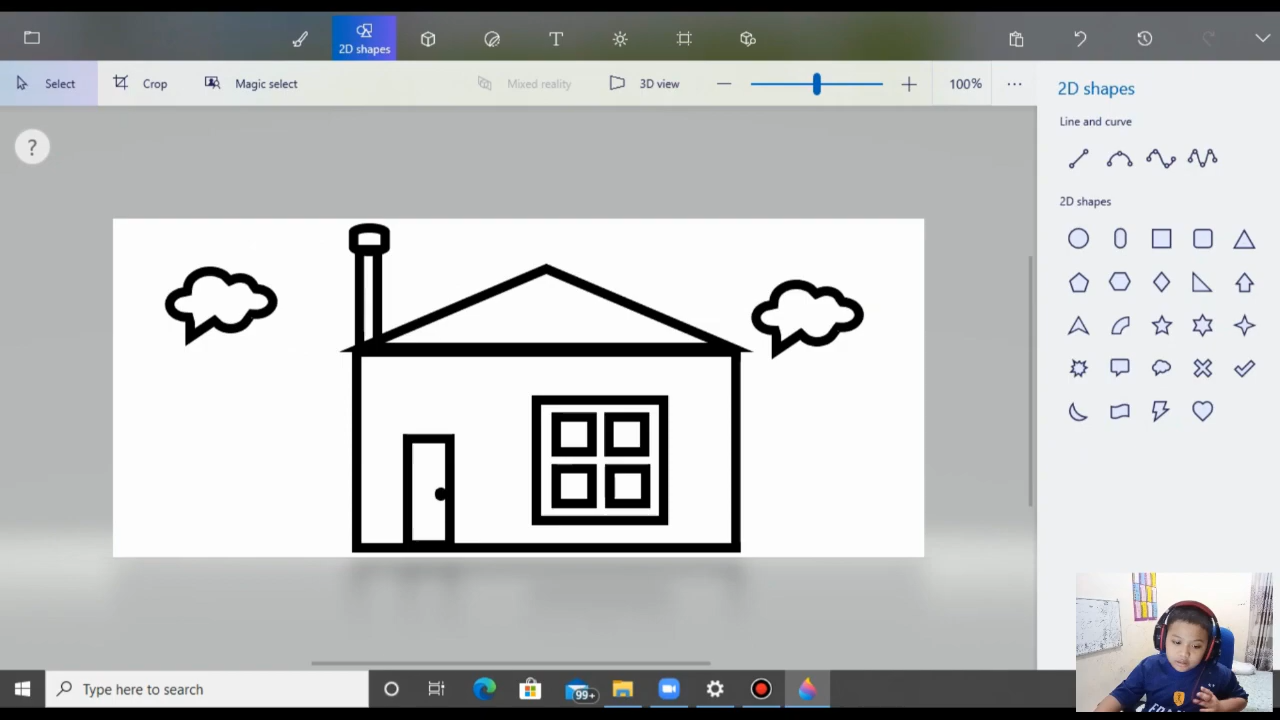 2D shapes
Select
Crop
Magic select
Mixed reality
3D view
100%
2D shapes
Line and curve
2D shapes
?
Type here to search
99+